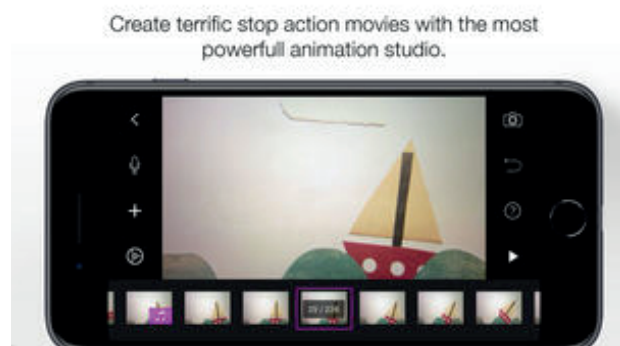 Create terrific stop action movies with the most
powerfull animation studio.